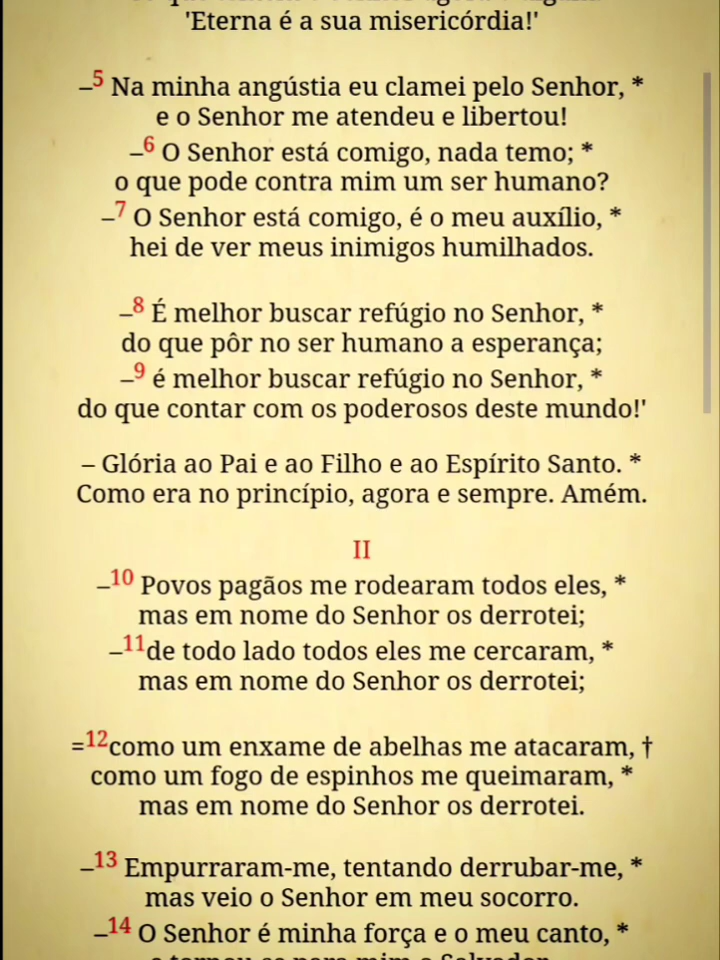 'Eterna é a sua misericórdia!'
–5 Na minha angústia eu clamei pelo Senhor, *
e o Senhor me atendeu e libertou!
–6 O Senhor está comigo, nada temo; *
o que pode contra mim um ser humano?
–7 O Senhor está comigo, é o meu auxílio, *
hei de ver meus inimigos humilhados.
–8 É melhor buscar refúgio no Senhor, *
do que pôr no ser humano a esperança;
–9 é melhor buscar refúgio no Senhor, *
do que contar com os poderosos deste mundo!'
– Glória ao Pai e ao Filho e ao Espírito Santo. *
Como era no princípio, agora e sempre. Amém.
II
–10 Povos pagãos me rodearam todos eles, *
mas em nome do Senhor os derrotei;
–11de todo lado todos eles me cercaram, *
mas em nome do Senhor os derrotei;
=12como um enxame de abelhas me atacaram, †
como um fogo de espinhos me queimaram, *
mas em nome do Senhor os derrotei.
–13 Empurraram-me, tentando derrubar-me, *
mas veio o Senhor em meu socorro.
–14 O Senhor é minha força e o meu canto, *